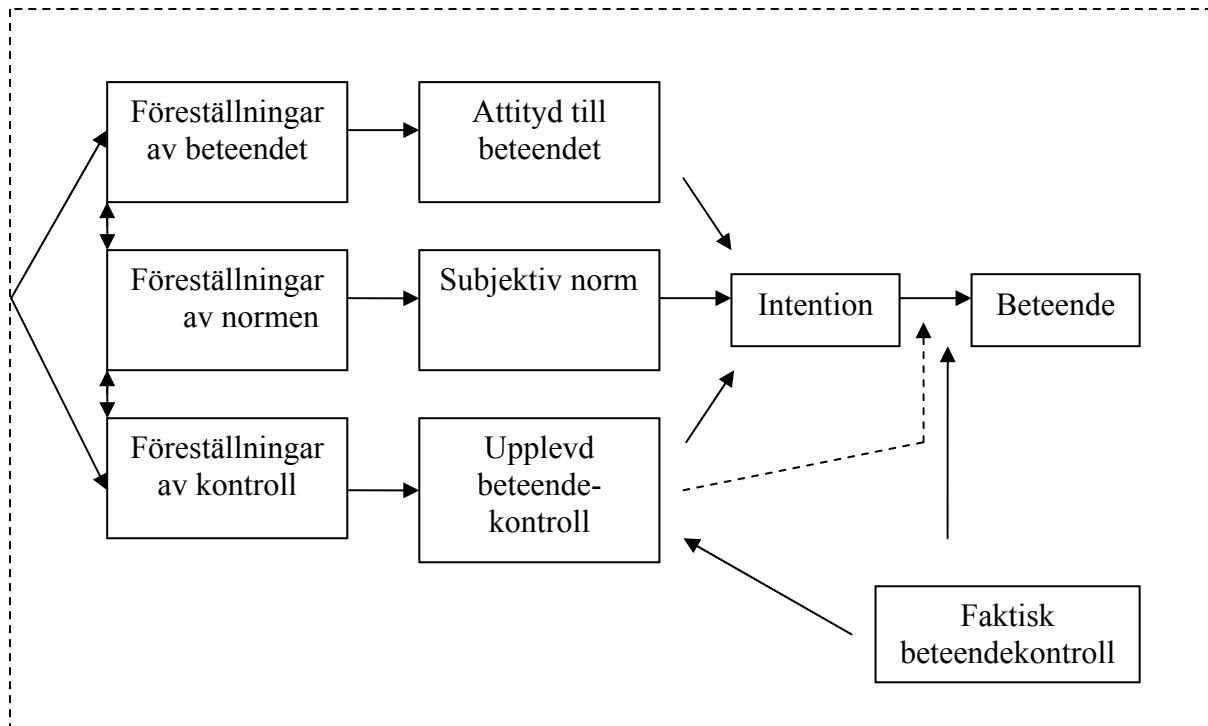 Föreställningar
av beteendet
Attityd till
beteendet
Föreställningar
av normen
Subjektiv norm
Intention
Beteende
Föreställningar
av kontroll
Upplevd
beteende-
kontroll
Faktisk
beteendekontroll